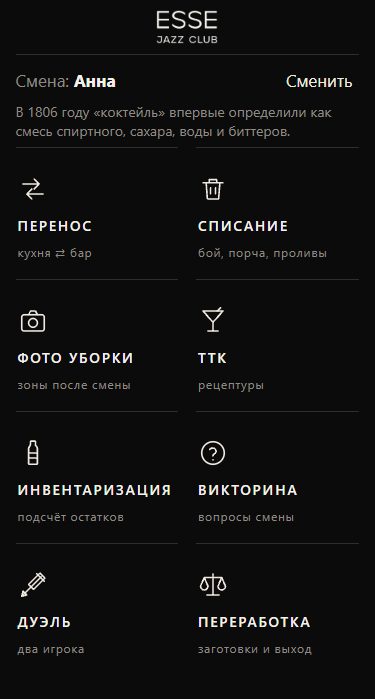 ESSE
JAZZ CLUB
Смена: Анна
Сменить
В 1806 году «коктейль» впервые определили как
смесь спиртного, сахара, воды и биттеров.
ПЕРЕНОС
кухня ⇄ бар
СПИСАНИЕ
бой, порча, проливы
ФОТО УБОРКИ
зоны после смены
ТТК
рецептуры
ИНВЕНТАРИЗАЦИЯ
подсчёт остатков
ВИКТОРИНА
вопросы смены
ДУЭЛЬ
два игрока
ПЕРЕРАБОТКА
заготовки и выход